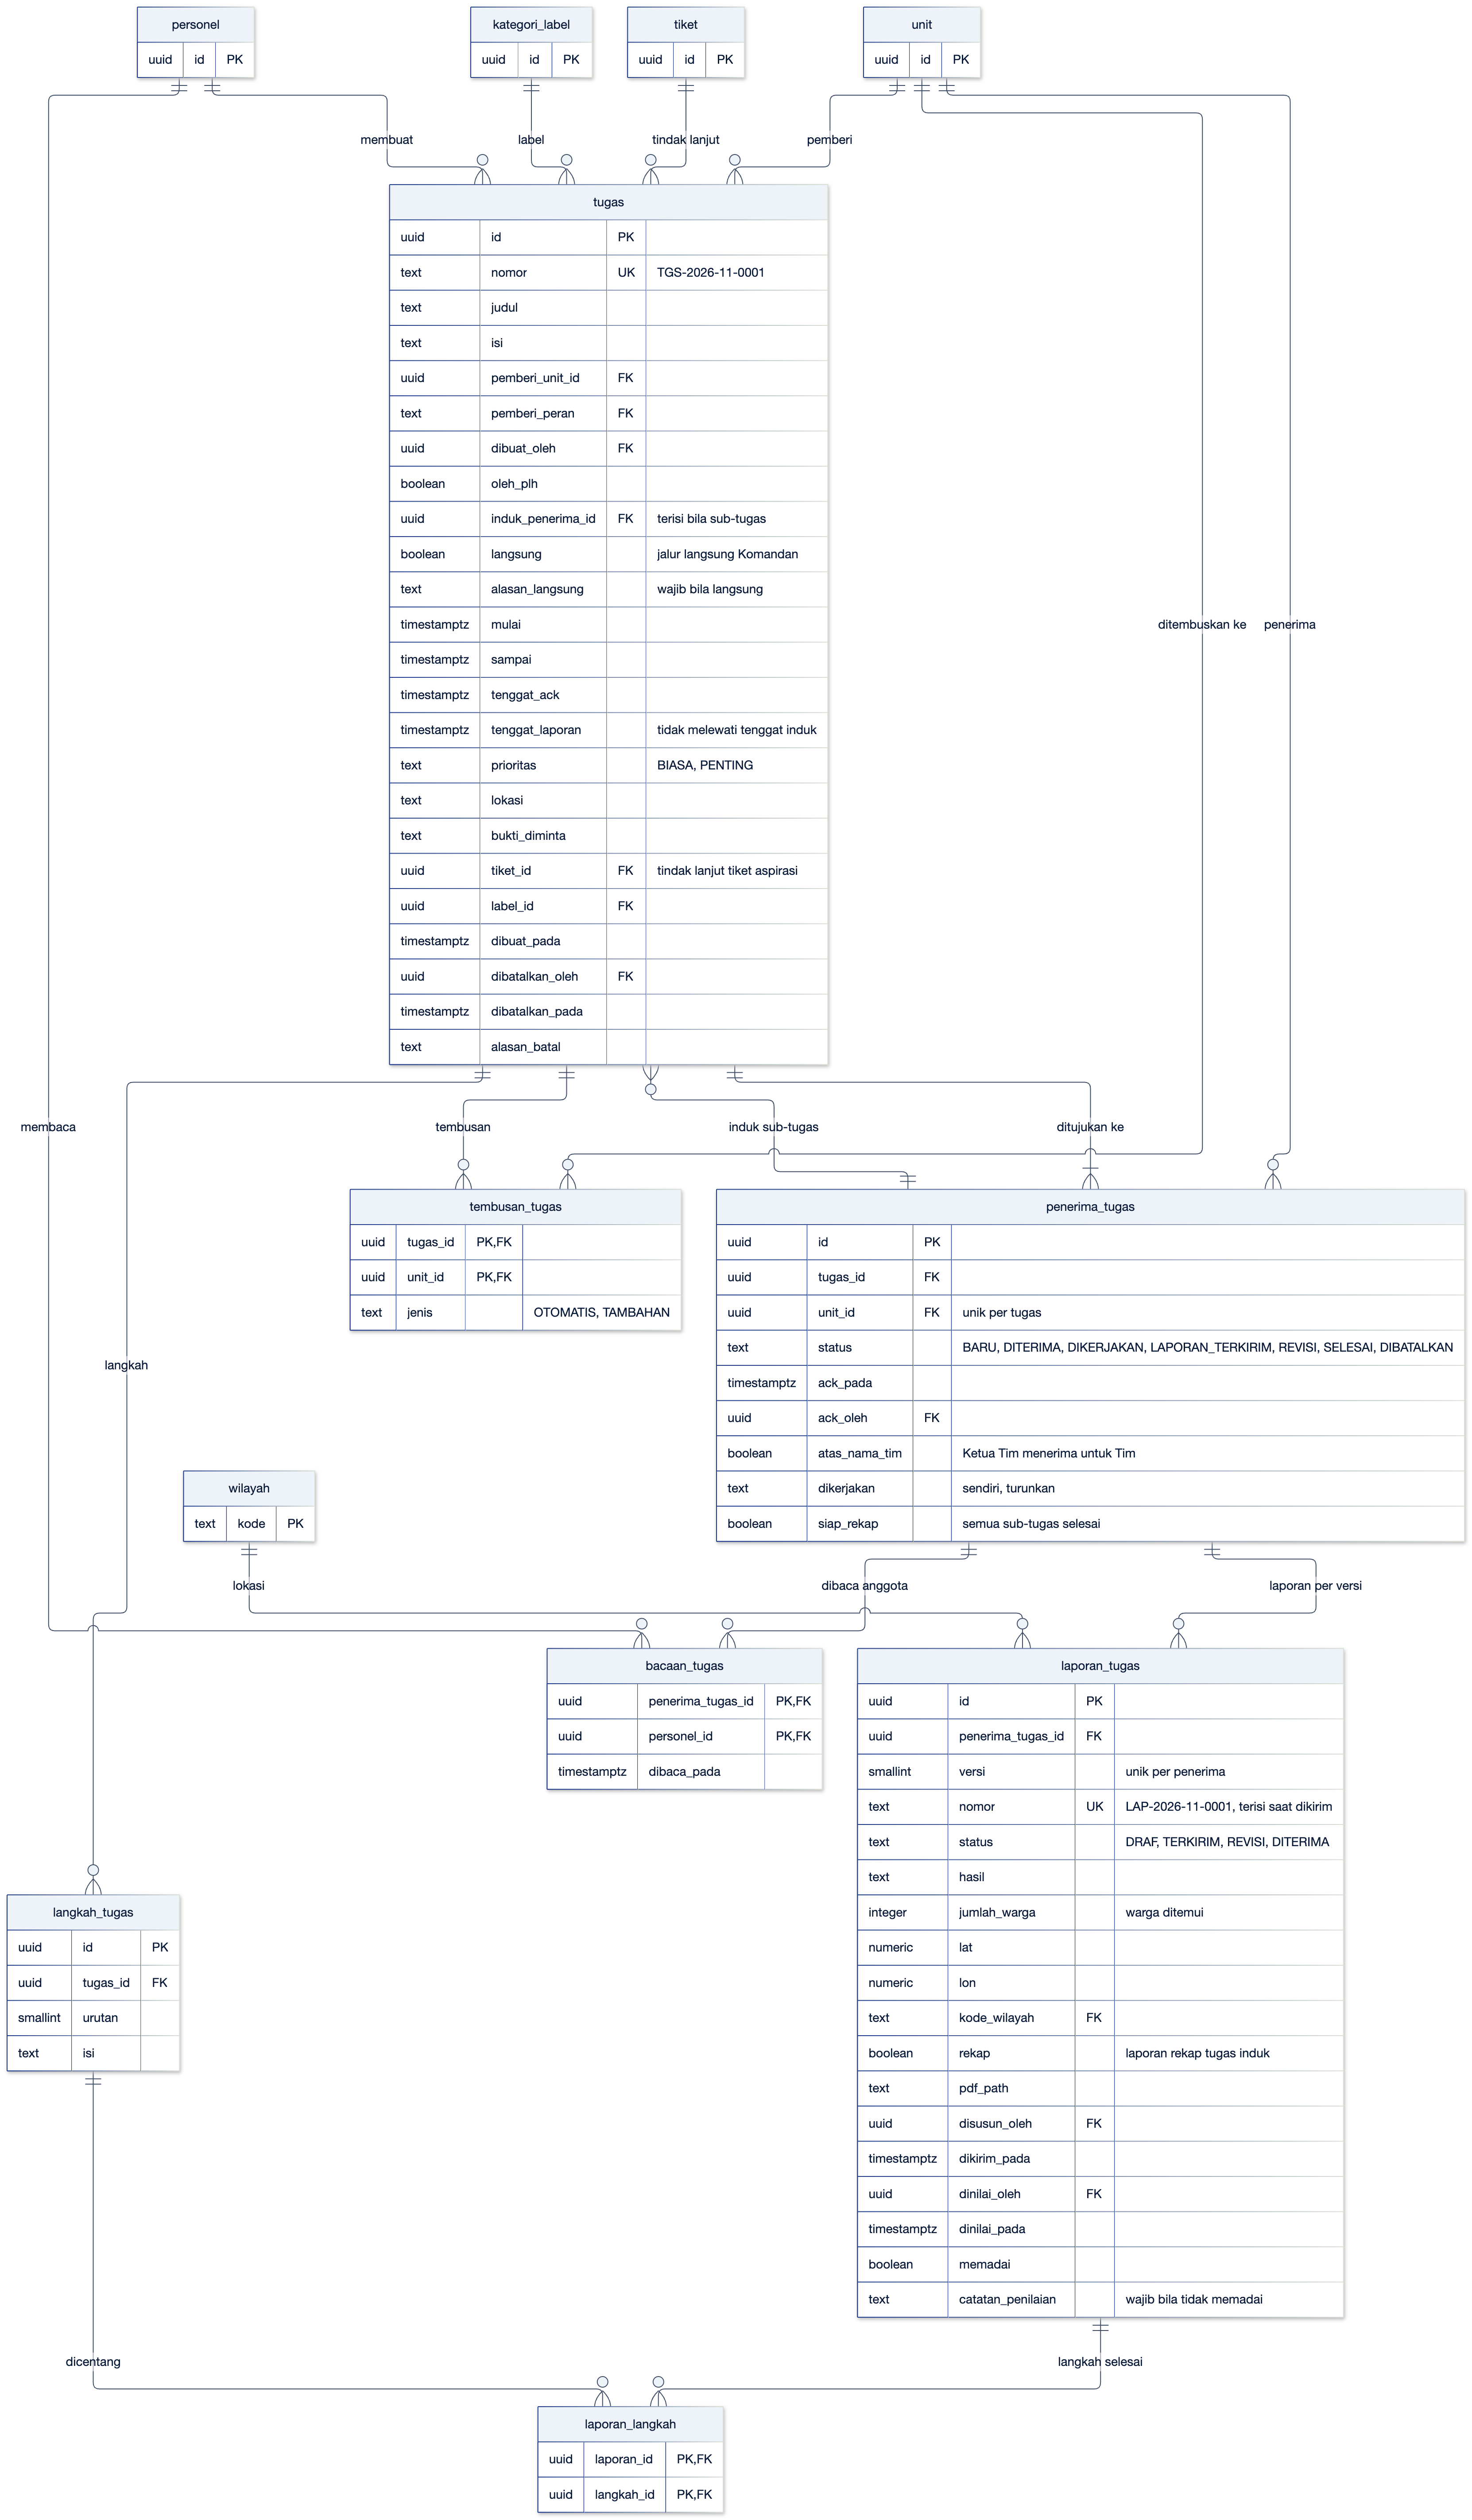 personel
uuid id PK
kategori_label
uuid id PK
tiket
uuid id PK
unit
uuid id PK
membuat
label
tindak lanjut
pemberi
tugas
uuid id PK
text nomor UK TGS-2026-11-0001
text judul
text isi
uuid pemberi_unit_id FK
text pemberi_peran FK
uuid dibuat_oleh FK
boolean oleh_plh
uuid induk_penerima_id FK terisi bila sub-tugas
boolean langsung jalur langsung Komandan
text alasan_langsung wajib bila langsung
timestamptz mulai
timestamptz sampai
timestamptz tenggat_ack
timestamptz tenggat_laporan tidak melewati tenggat induk
text prioritas BIASA, PENTING
text lokasi
text bukti_diminta
uuid tiket_id FK tindak lanjut tiket aspirasi
uuid label_id FK
timestamptz dibuat_pada
uuid dibatalkan_oleh FK
timestamptz dibatalkan_pada
text alasan_batal
ditembuskan ke
penerima
membaca
tembusan
induk sub-tugas
ditujukan ke
tembusan_tugas
uuid tugas_id PK,FK
uuid unit_id PK,FK
text jenis OTOMATIS, TAMBAHAN
penerima_tugas
uuid id PK
uuid tugas_id FK
uuid unit_id FK unik per tugas
text status BARU, DITERIMA, DIKERJAKAN, LAPORAN_TERKIRIM, REVISI, SELESAI, DIBATALKAN
timestamptz ack_pada
uuid ack_oleh FK
boolean atas_nama_tim Ketua Tim menerima untuk Tim
text dikerjakan sendiri, turunkan
boolean siap_rekap semua sub-tugas selesai
langkah
wilayah
text kode PK
lokasi
dibaca anggota
laporan per versi
bacaan_tugas
uuid penerima_tugas_id PK,FK
uuid personel_id PK,FK
timestamptz dibaca_pada
laporan_tugas
uuid id PK
uuid penerima_tugas_id FK
smallint versi unik per penerima
text nomor UK LAP-2026-11-0001, terisi saat dikirim
text status DRAF, TERKIRIM, REVISI, DITERIMA
text hasil
integer jumlah_warga warga ditemui
numeric lat
numeric lon
text kode_wilayah FK
boolean rekap laporan rekap tugas induk
text pdf_path
uuid disusun_oleh FK
timestamptz dikirim_pada
uuid dinilai_oleh FK
timestamptz dinilai_pada
boolean memadai
text catatan_penilaian wajib bila tidak memadai
langkah_tugas
uuid id PK
uuid tugas_id FK
smallint urutan
text isi
dicentang
langkah selesai
laporan_langkah
uuid laporan_id PK,FK
uuid langkah_id PK,FK